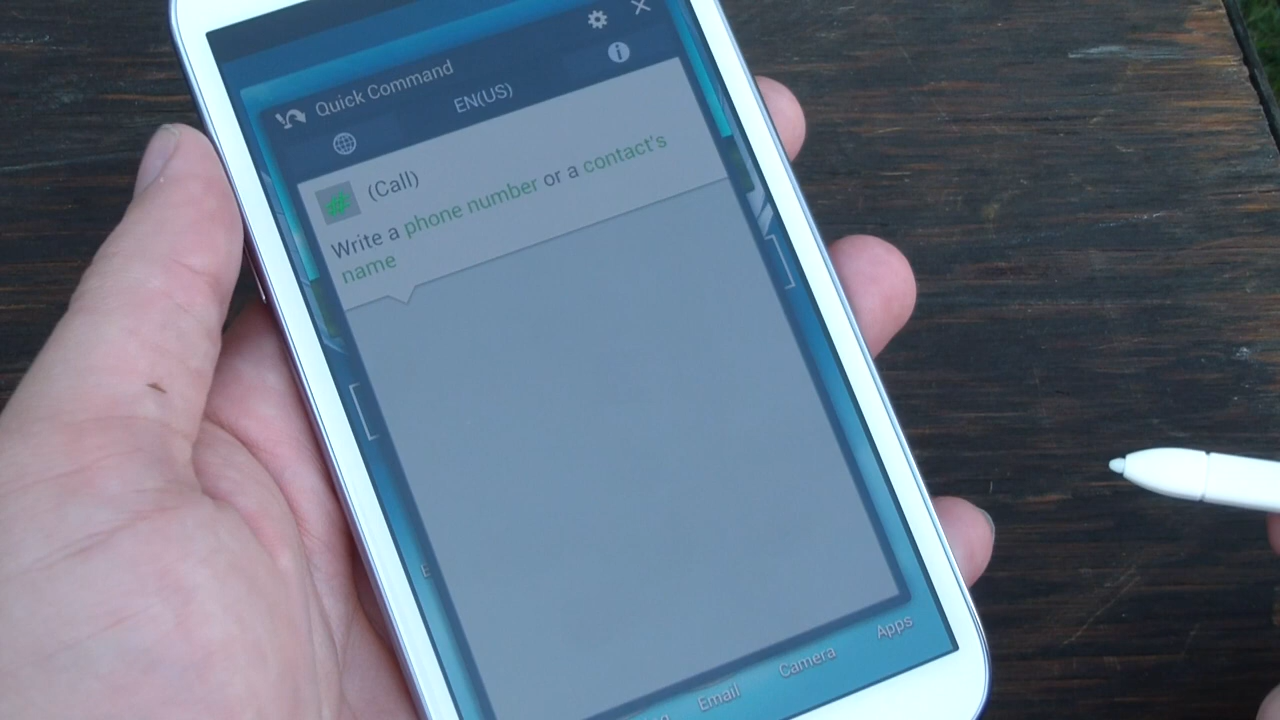 Quick Command
EN(US)
# (Call)
Write a phone number or a contact's
name
Email
Camera
Apps